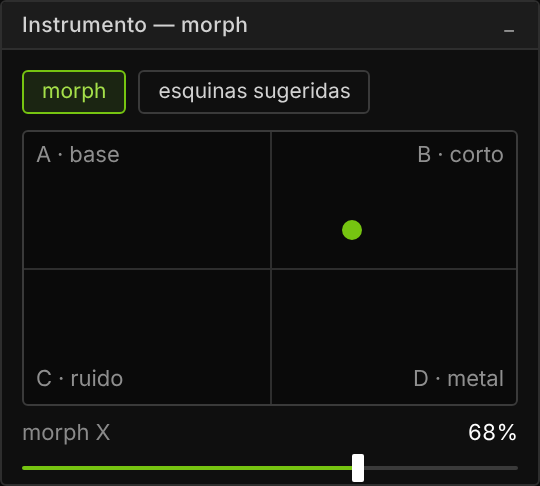 Instrumento — morph
morph esquinas sugeridas
A · base B · corto
C · ruido D · metal
morph X 68%